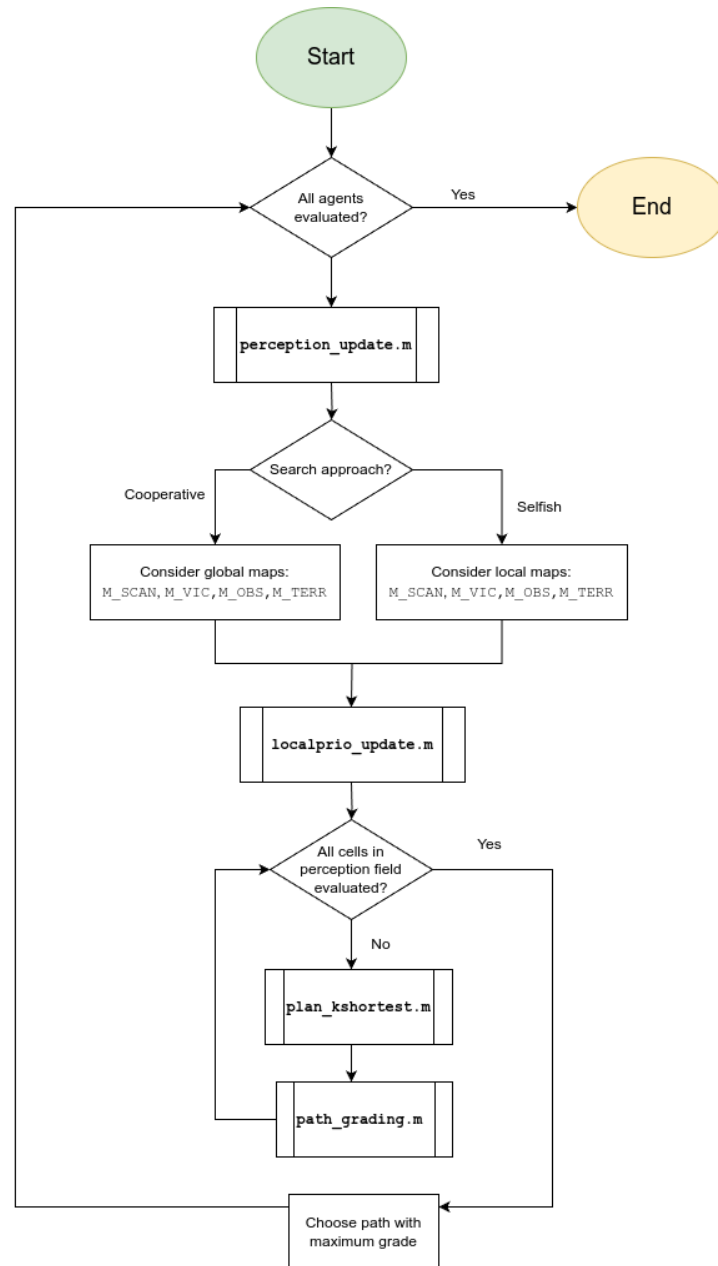 Start
All agents
evaluated?
Yes
End
perception_update.m
Search approach?
Cooperative
Selfish
Consider global maps:
M_SCAN, M_VIC, M_OBS, M_TERR
Consider local maps:
M_SCAN, M_VIC, M_OBS, M_TERR
localprio_update.m
All cells in
perception field
evaluated?
Yes
No
plan_kshortest.m
path_grading.m
Choose path with
maximum grade